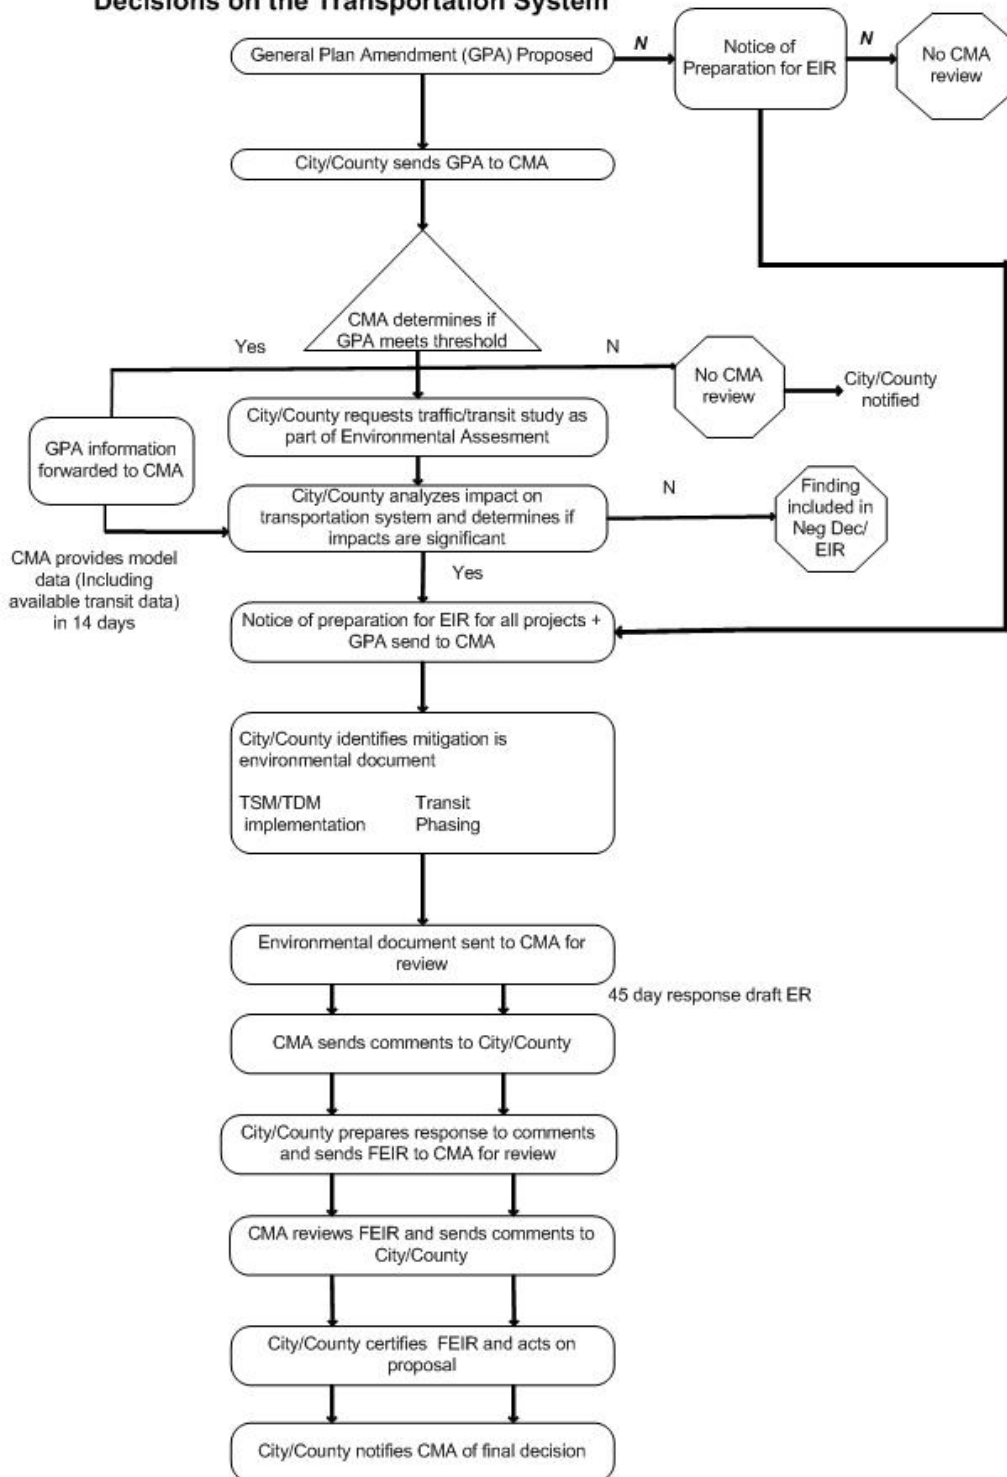 Decisions on the Transportation System
General Plan Amendment (GPA) Proposed
N
Notice of
Preparation for EIR
N
No CMA
review
City/County sends GPA to CMA
CMA determines if
GPA meets threshold
Yes
N
No CMA
review
City/County
notified
City/County requests traffic/transit study as
part of Environmental Assesment
GPA information
forwarded to CMA
City/County analyzes impact on
transportation system and determines if
impacts are significant
N
Finding
included in
Neg Dec/
EIR
CMA provides model
data (Including
available transit data)
in 14 days
Yes
Notice of preparation for EIR for all projects +
GPA send to CMA
City/County identifies mitigation is
environmental document
TSM/TDM
implementation
Transit
Phasing
Environmental document sent to CMA for
review
45 day response draft ER
CMA sends comments to City/County
City/County prepares response to comments
and sends FEIR to CMA for review
CMA reviews FEIR and sends comments to
City/County
City/County certifies FEIR and acts on
proposal
City/County notifies CMA of final decision